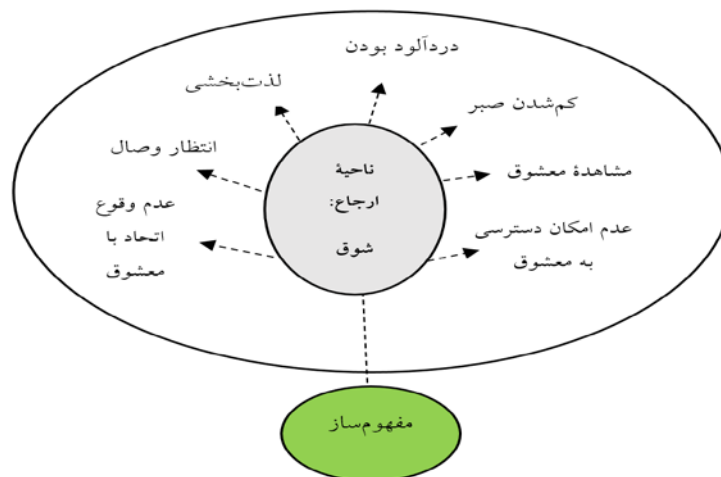 دردآلود بودن
لذت‌بخشی
کم‌شدن صبر
انتظار وصال
مشاهدهٔ معشوق
عدم وقوع
اتحاد با
معشوق
عدم امکان دسترسی
به معشوق
ناحیهٔ
ارجاع:
شوق
مفهوم‌ساز